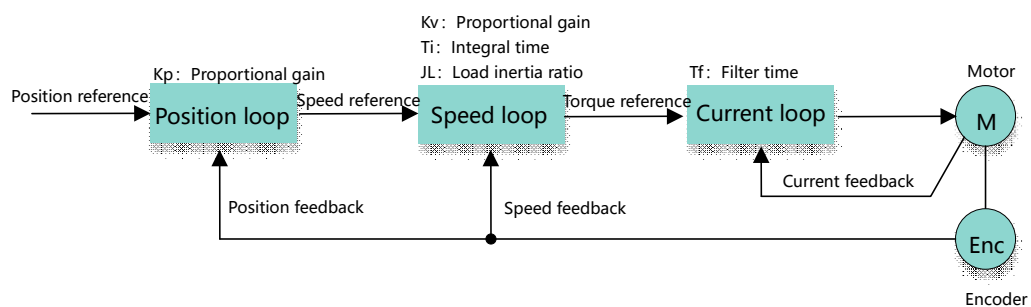 Kv: Proportional gain
Ti: Integral time
JL: Load inertia ratio
Kp: Proportional gain
Tf: Filter time
Motor
Position reference
Position loop
Speed reference
Speed loop
Torque reference
Current loop
M
Current feedback
Position feedback
Speed feedback
Enc
Encoder